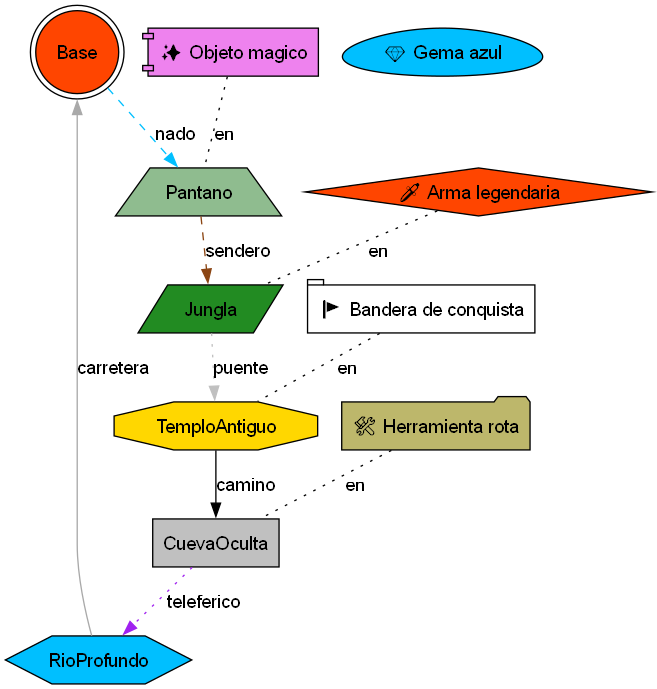 Base
✨ Objeto magico
💎 Gema azul
nado
en
Pantano
🗡 Arma legendaria
sendero
en
Jungla
🏲 Bandera de conquista
carretera
puente
en
TemploAntiguo
🛠 Herramienta rota
camino
en
CuevaOculta
teleferico
RioProfundo